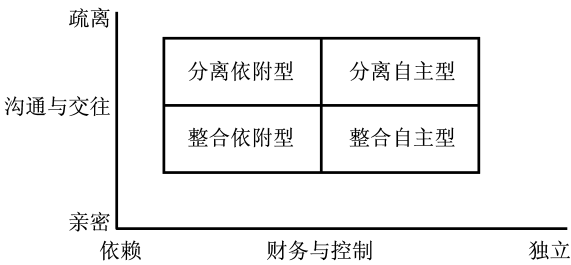 疏离
分离依附型 分离自主型
沟通与交往
整合依附型 整合自主型
亲密
依赖 财务与控制 独立